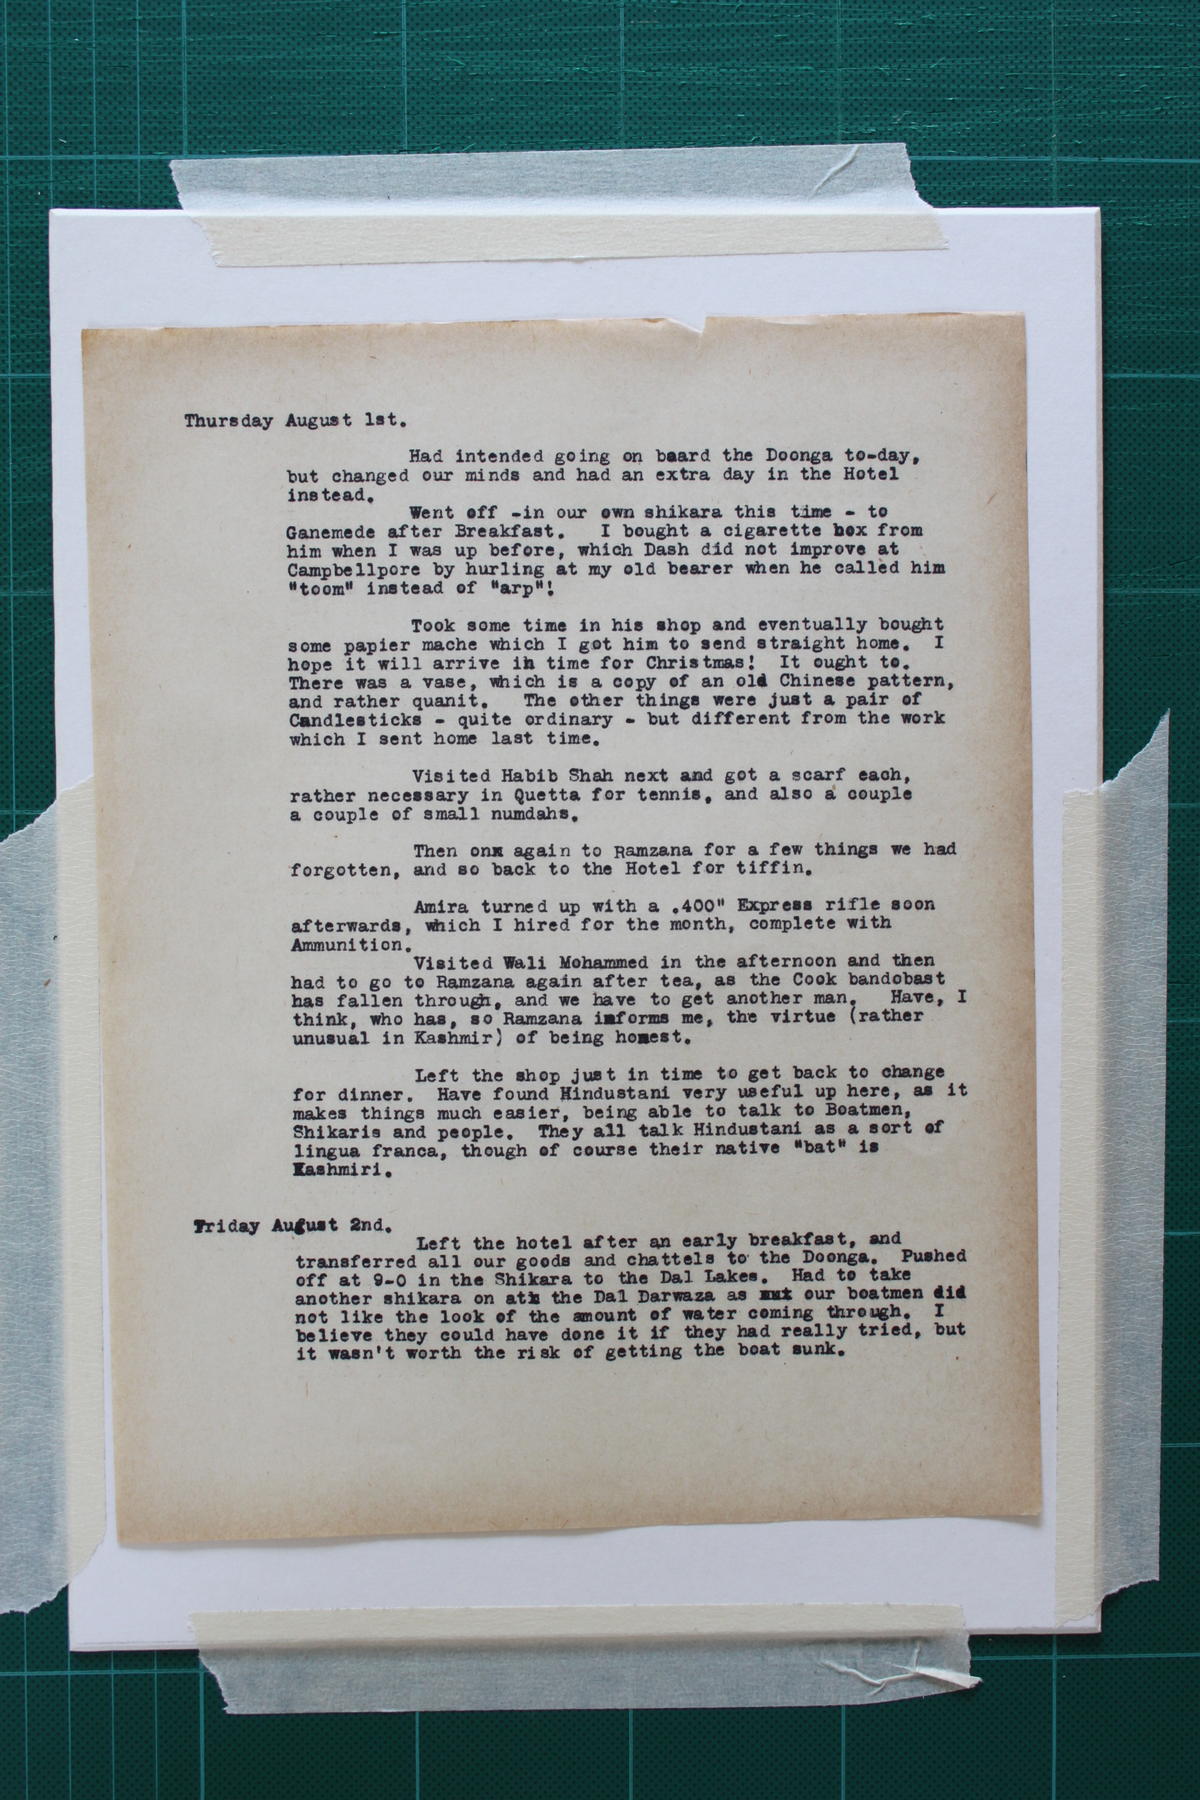 Thursday August 1st.
Had intended going on board the Doonga to-day,
but changed our minds and had an extra day in the Hotel
instead.
Went off -in our own shikara this time - to
Ganemede after Breakfast. I bought a cigarette box from
him when I was up before, which Dash did not improve at
Campbellpore by hurling at my old bearer when he called him
"toom" instead of "arp"!
Took some time in his shop and eventually bought
some papier mache which I got him to send straight home. I
hope it will arrive in time for Christmas! It ought to.
There was a vase, which is a copy of an old Chinese pattern,
and rather quanit. The other things were just a pair of
Candlesticks - quite ordinary - but different from the work
which I sent home last time.
Visited Habib Shah next and got a scarf each,
rather necessary in Quetta for tennis, and also a couple
a couple of small numdahs.
Then on again to Ramzana for a few things we had
forgotten, and so back to the Hotel for tiffin.
Amira turned up with a .400" Express rifle soon
afterwards, which I hired for the month, complete with
Ammunition.
Visited Wali Mohammed in the afternoon and then
had to go to Ramzana again after tea, as the Cook bandobast
has fallen through, and we have to get another man. Have, I
think, who has, so Ramzana informs me, the virtue (rather
unusual in Kashmir) of being honest.
Left the shop just in time to get back to change
for dinner. Have found Hindustani very useful up here, as it
makes things much easier, being able to talk to Boatmen,
Shikaris and people. They all talk Hindustani as a sort of
lingua franca, though of course their native "bat" is
Kashmiri.
Friday August 2nd.
Left the hotel after an early breakfast, and
transferred all our goods and chattels to the Doonga. Pushed
off at 9-0 in the Shikara to the Dal Lakes. Had to take
another shikara on at the Dal Darwaza as our boatmen did
not like the look of the amount of water coming through. I
believe they could have done it if they had really tried, but
it wasn't worth the risk of getting the boat sunk.